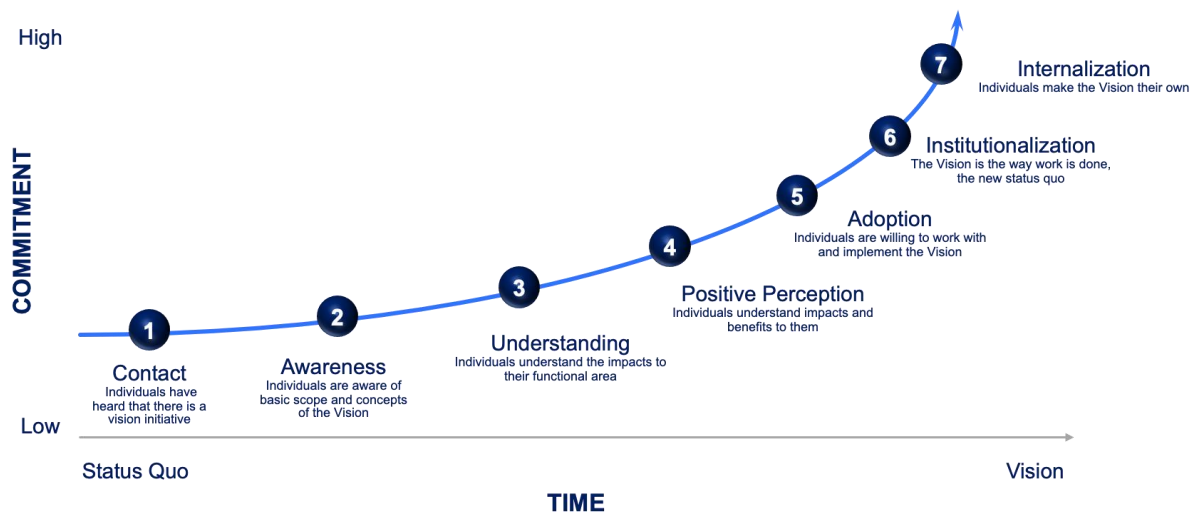 High
COMMITMENT
Low
1
Contact
Individuals have
heard that there is a
vision initiative
2
Awareness
Individuals are aware of
basic scope and concepts
of the Vision
3
Understanding
Individuals understand the impacts to
their functional area
4
Positive Perception
Individuals understand impacts and
benefits to them
5
Adoption
Individuals are willing to work with
and implement the Vision
6
Institutionalization
The Vision is the way work is done,
the new status quo
7
Internalization
Individuals make the Vision their own
Status Quo
Vision
TIME